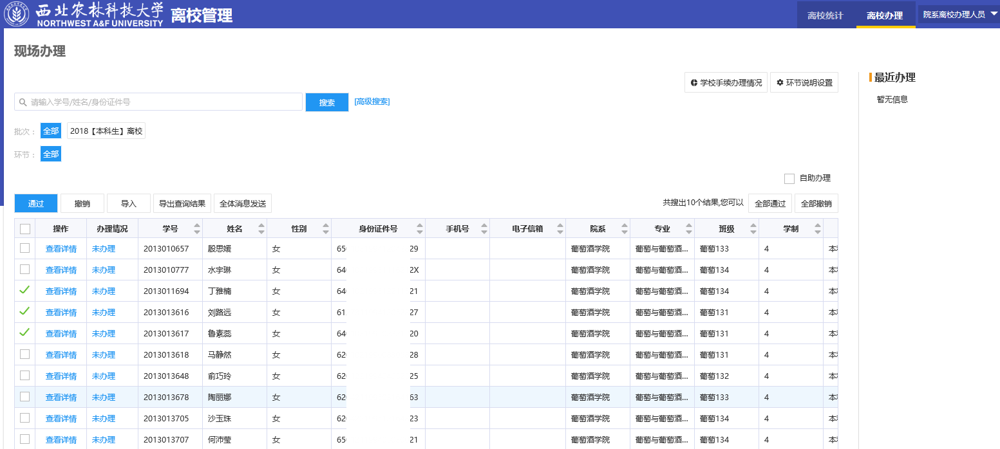 西北农林科技大学 离校管理
NORTHWEST A&F UNIVERSITY
离校统计 离校办理 院系离校办理人员
现场办理
学校手续办理情况 环节说明设置
最近办理
暂无信息
请输入学号/姓名/身份证件号 搜索 [高级搜索]
批次： 全部 2018【本科生】离校
环节： 全部
自助办理
通过 撤销 导入 导出查询结果 全体消息发送 共搜出10个结果,您可以 全部通过 全部撤销
操作 办理情况 学号 姓名 性别 身份证件号 手机号 电子信箱 院系 专业 班级 学制
查看详情 未办理 2013010657 殷思媛 女 65 29 葡萄酒学院 葡萄与葡萄酒... 葡萄133 4 本
查看详情 未办理 2013010777 水宇琳 女 64 2X 葡萄酒学院 葡萄与葡萄酒... 葡萄134 4 本
查看详情 未办理 2013011694 丁雅楠 女 64 21 葡萄酒学院 葡萄与葡萄酒... 葡萄134 4 本
查看详情 未办理 2013013616 刘路远 女 61 27 葡萄酒学院 葡萄与葡萄酒... 葡萄131 4 本
查看详情 未办理 2013013617 鲁素蕊 女 64 20 葡萄酒学院 葡萄与葡萄酒... 葡萄131 4 本
查看详情 未办理 2013013618 马静然 女 62 28 葡萄酒学院 葡萄与葡萄酒... 葡萄131 4 本
查看详情 未办理 2013013648 俞巧玲 女 62 25 葡萄酒学院 葡萄与葡萄酒... 葡萄132 4 本
查看详情 未办理 2013013678 陶丽娜 女 62 63 葡萄酒学院 葡萄与葡萄酒... 葡萄133 4 本
查看详情 未办理 2013013705 沙玉珠 女 62 23 葡萄酒学院 葡萄与葡萄酒... 葡萄134 4 本
查看详情 未办理 2013013707 何沛莹 女 65 21 葡萄酒学院 葡萄与葡萄酒... 葡萄134 4 本